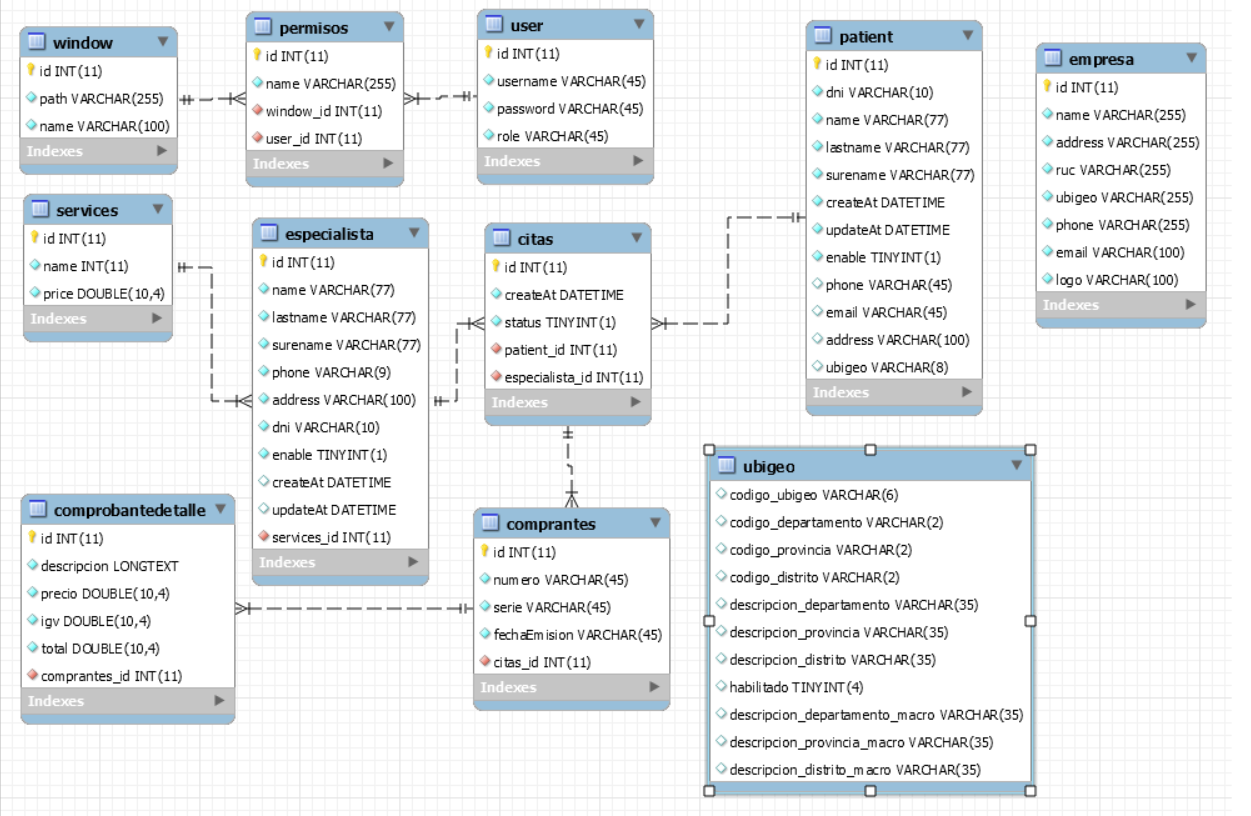 window
id INT(11)
path VARCHAR(255)
name VARCHAR(100)
Indexes
permisos
id INT(11)
name VARCHAR(255)
window_id INT(11)
user_id INT(11)
Indexes
user
id INT(11)
username VARCHAR(45)
password VARCHAR(45)
role VARCHAR(45)
Indexes
patient
id INT(11)
dni VARCHAR(10)
name VARCHAR(77)
lastname VARCHAR(77)
surename VARCHAR(77)
createAt DATETIME
updateAt DATETIME
enable TINYINT(1)
phone VARCHAR(45)
email VARCHAR(45)
address VARCHAR(100)
ubigeo VARCHAR(8)
Indexes
empresa
id INT(11)
name VARCHAR(255)
address VARCHAR(255)
ruc VARCHAR(255)
ubigeo VARCHAR(255)
phone VARCHAR(255)
email VARCHAR(100)
logo VARCHAR(100)
Indexes
services
id INT(11)
name INT(11)
price DOUBLE(10,4)
Indexes
especialista
id INT(11)
name VARCHAR(77)
lastname VARCHAR(77)
surename VARCHAR(77)
phone VARCHAR(9)
address VARCHAR(100)
dni VARCHAR(10)
enable TINYINT(1)
createAt DATETIME
updateAt DATETIME
services_id INT(11)
Indexes
citas
id INT(11)
createAt DATETIME
status TINYINT(1)
patient_id INT(11)
especialista_id INT(11)
Indexes
comprobantedetalle
id INT(11)
descripcion LONGTEXT
precio DOUBLE(10,4)
igv DOUBLE(10,4)
total DOUBLE(10,4)
comprantes_id INT(11)
Indexes
comprantes
id INT(11)
numero VARCHAR(45)
serie VARCHAR(45)
fechaEmision VARCHAR(45)
citas_id INT(11)
Indexes
ubigeo
codigo_ubigeo VARCHAR(6)
codigo_departamento VARCHAR(2)
codigo_provincia VARCHAR(2)
codigo_distrito VARCHAR(2)
descripcion_departamento VARCHAR(35)
descripcion_provincia VARCHAR(35)
descripcion_distrito VARCHAR(35)
habilitado TINYINT(4)
descripcion_departamento_macro VARCHAR(35)
descripcion_provincia_macro VARCHAR(35)
descripcion_distrito_macro VARCHAR(35)